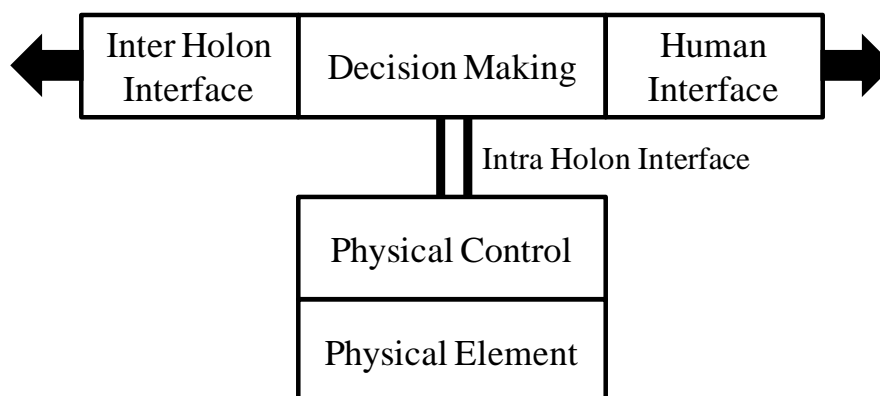 Inter Holon
Interface
Decision Making
Human
Interface
Intra Holon Interface
Physical Control
Physical Element